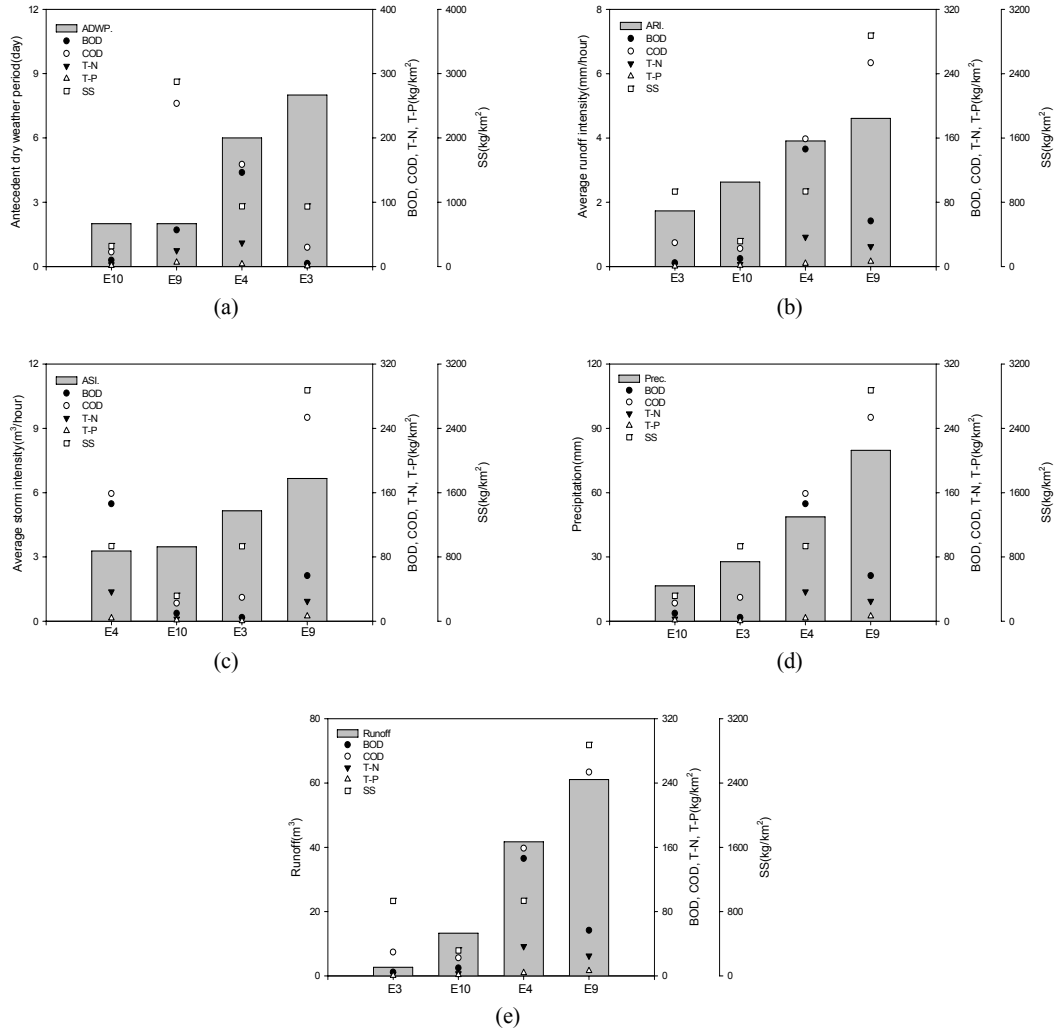 Antecedent dry weather period(day)
12
9
6
3
0
ADWP.
BOD
COD
T-N
T-P
SS
E10 E9 E4 E3
400
300
200
100
0
BOD, COD, T-N, T-P(kg/km²)
4000
3000
2000
1000
0
SS(kg/km²)
(a)
Average runoff intensity(mm/hour)
8
6
4
2
0
ARI.
BOD
COD
T-N
T-P
SS
E3 E10 E4 E9
320
240
160
80
0
BOD, COD, T-N, T-P(kg/km²)
3200
2400
1600
800
0
SS(kg/km²)
(b)
Average storm intensity(m³/hour)
12
9
6
3
0
ASI.
BOD
COD
T-N
T-P
SS
E4 E10 E3 E9
320
240
160
80
0
BOD, COD, T-N, T-P(kg/km²)
3200
2400
1600
800
0
SS(kg/km²)
(c)
Precipitation(mm)
120
90
60
30
0
Prec.
BOD
COD
T-N
T-P
SS
E10 E3 E4 E9
320
240
160
80
0
BOD, COD, T-N, T-P(kg/km²)
3200
2400
1600
800
0
SS(kg/km²)
(d)
Runoff(m³)
80
60
40
20
0
Runoff
BOD
COD
T-N
T-P
SS
E3 E10 E4 E9
320
240
160
80
0
BOD, COD, T-N, T-P(kg/km²)
3200
2400
1600
800
0
SS(kg/km²)
(e)